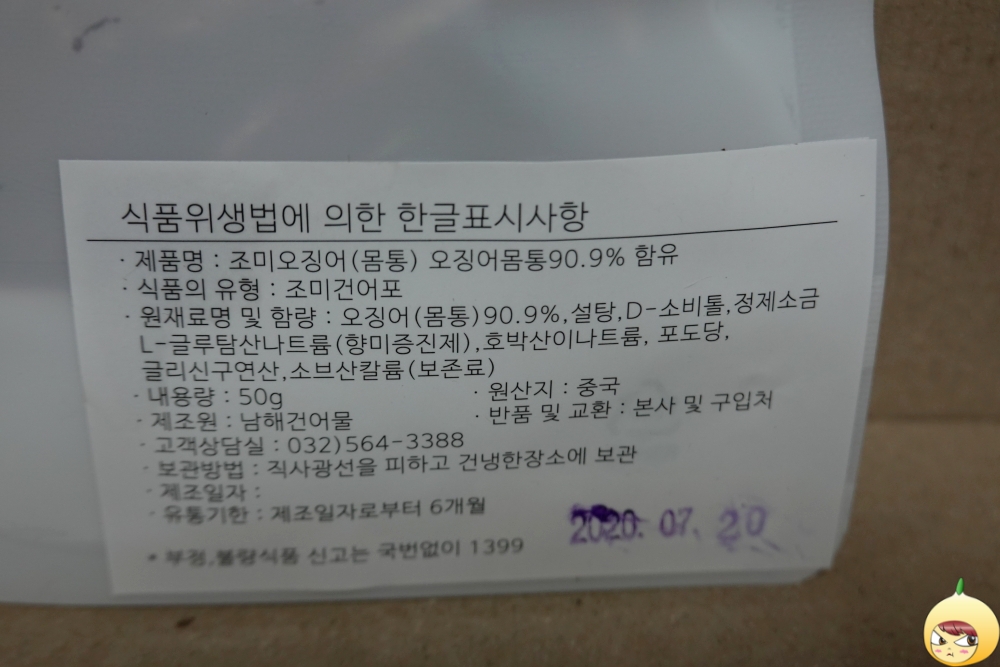 식품위생법에 의한 한글표시사항
· 제품명 : 조미오징어(몸통) 오징어몸통90.9% 함유
· 식품의 유형 : 조미건어포
· 원재료명 및 함량 : 오징어(몸통)90.9%,설탕,D-소비톨,정제소금
L-글루탐산나트륨(향미증진제),호박산이나트륨, 포도당,
글리신구연산,소브산칼륨(보존료)
· 내용량 : 50g · 원산지 : 중국
· 제조원 : 남해건어물 · 반품 및 교환 : 본사 및 구입처
· 고객상담실 : 032)564-3388
· 보관방법 : 직사광선을 피하고 건냉한장소에 보관
· 제조일자 :
· 유통기한 : 제조일자로부터 6개월
2020. 07. 20
* 부정,불량식품 신고는 국번없이 1399